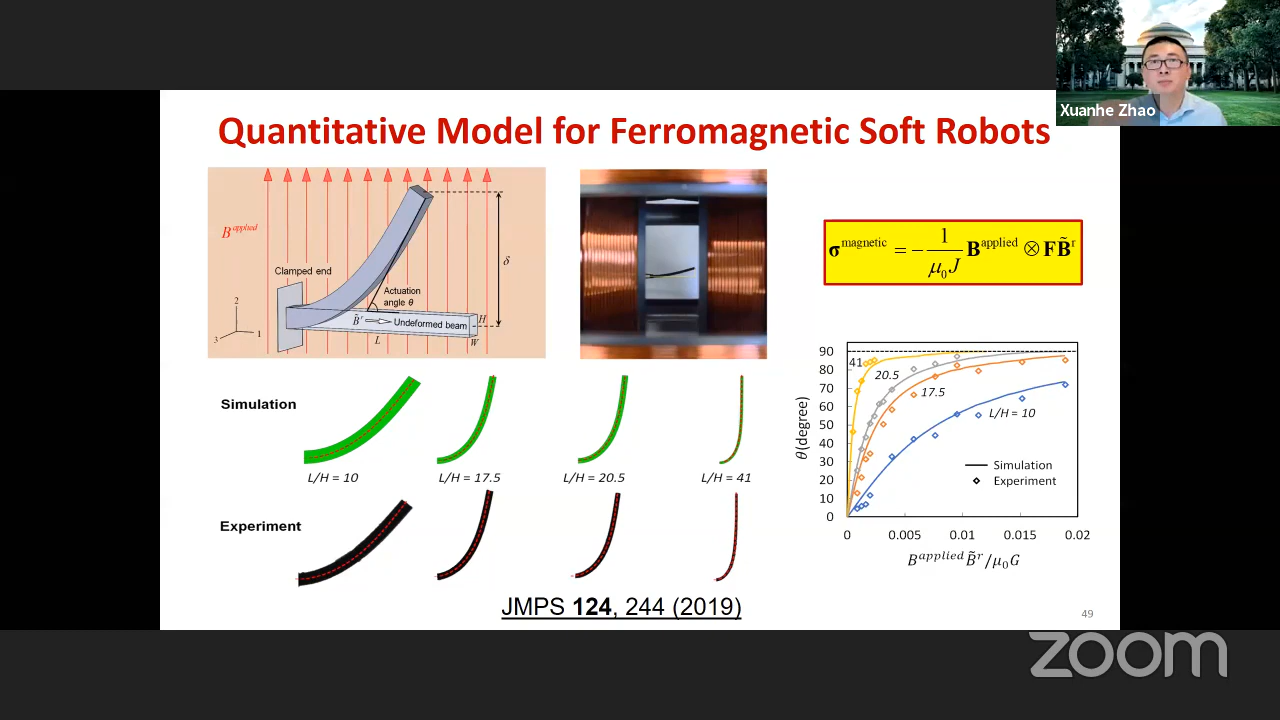 Xuanhe Zhao
Quantitative Model for Ferromagnetic Soft Robots
B^applied
Clamped end
δ
Actuation
angle θ
2
1
3
B̃^r
Undeformed beam
H
L
W
σ^magnetic = − 1/(μ₀J) B^applied ⊗ FB̃^r
Simulation
L/H = 10
L/H = 17.5
L/H = 20.5
L/H = 41
Experiment
90
80
70
60
50
40
30
20
10
0
θ(degree)
41
20.5
17.5
L/H = 10
Simulation
Experiment
0
0.005
0.01
0.015
0.02
B^applied B̃^r/μ₀G
JMPS 124, 244 (2019)
49
zoom